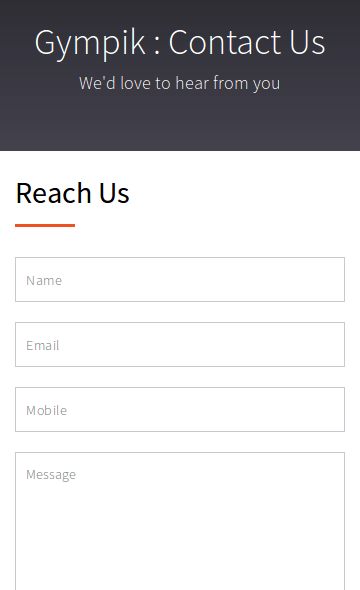 Gympik : Contact Us
We'd love to hear from you
Reach Us
Name
Email
Mobile
Message